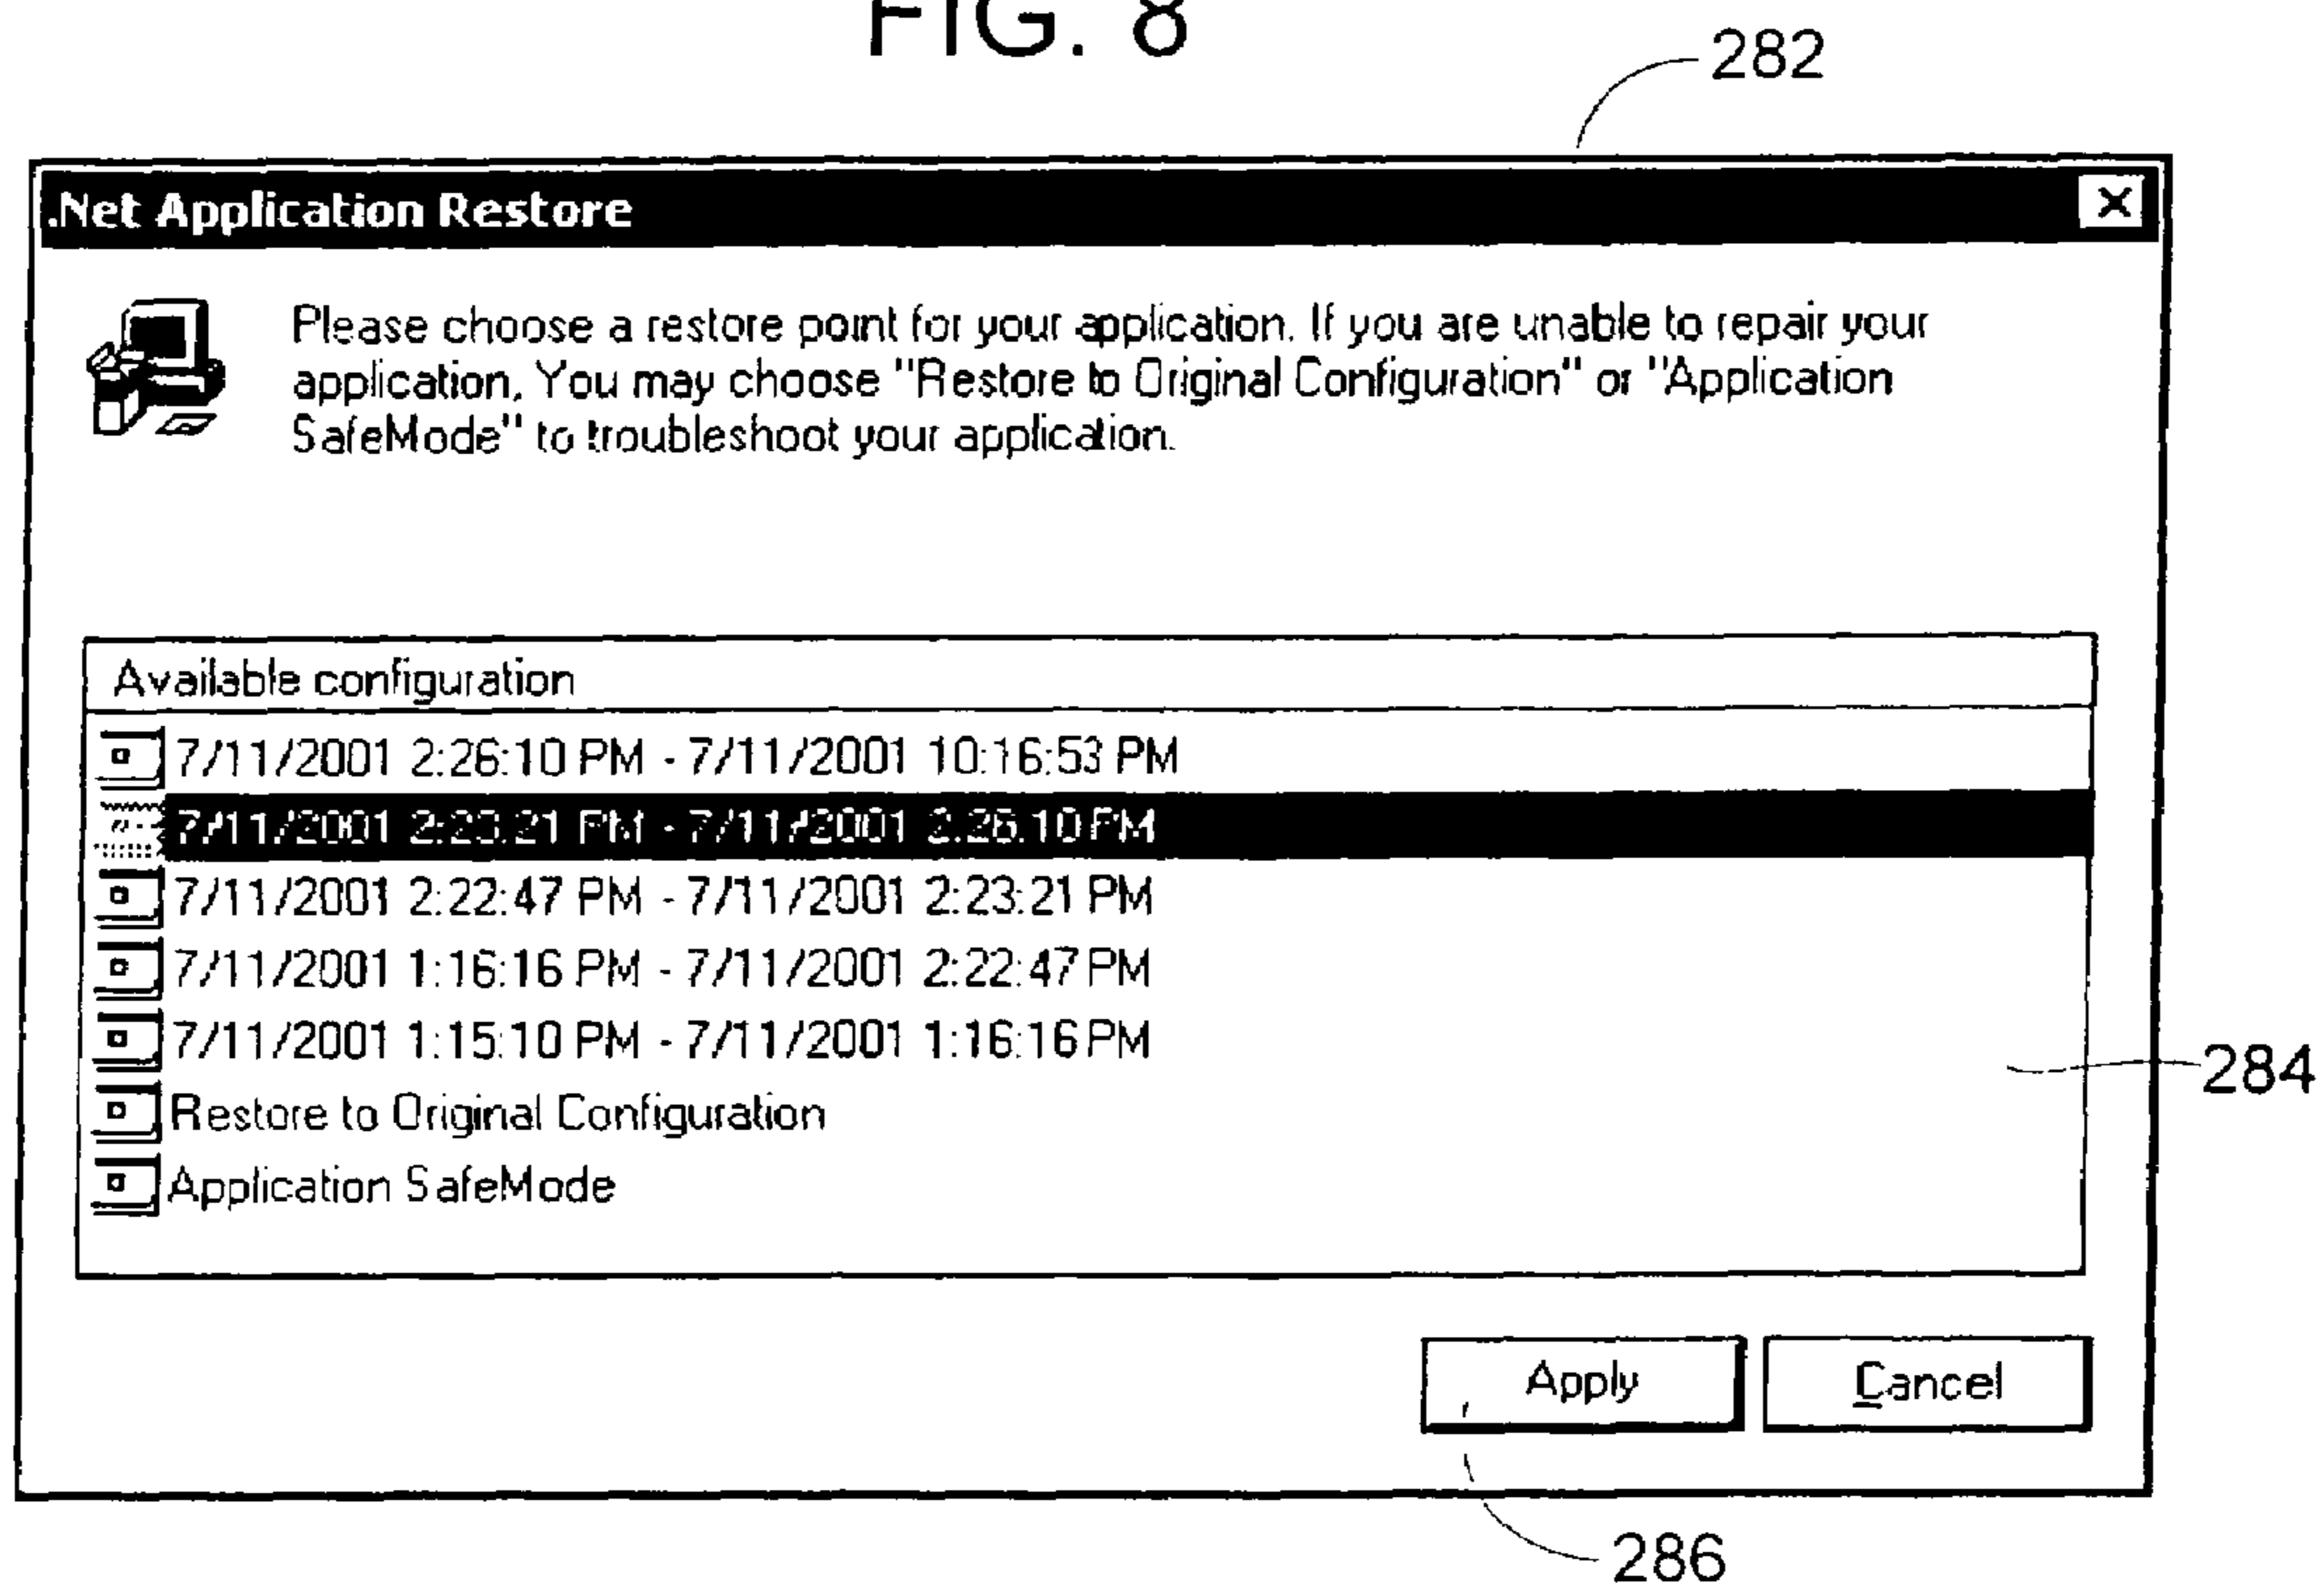 FIG. 8
282
.Net Application Restore
Please choose a restore point for your application. If you are unable to repair your
application, You may choose "Restore to Original Configuration" or "Application
SafeMode" to troubleshoot your application.
Available configuration
7/11/2001 2:26:10 PM - 7/11/2001 10:16:53 PM
7/11/2001 2:23:21 PM - 7/11/2001 2:26:10 PM
7/11/2001 2:22:47 PM - 7/11/2001 2:23:21 PM
7/11/2001 1:16:16 PM - 7/11/2001 2:22:47 PM
7/11/2001 1:15:10 PM - 7/11/2001 1:16:16 PM
284
Restore to Original Configuration
Application SafeMode
Apply Cancel
286